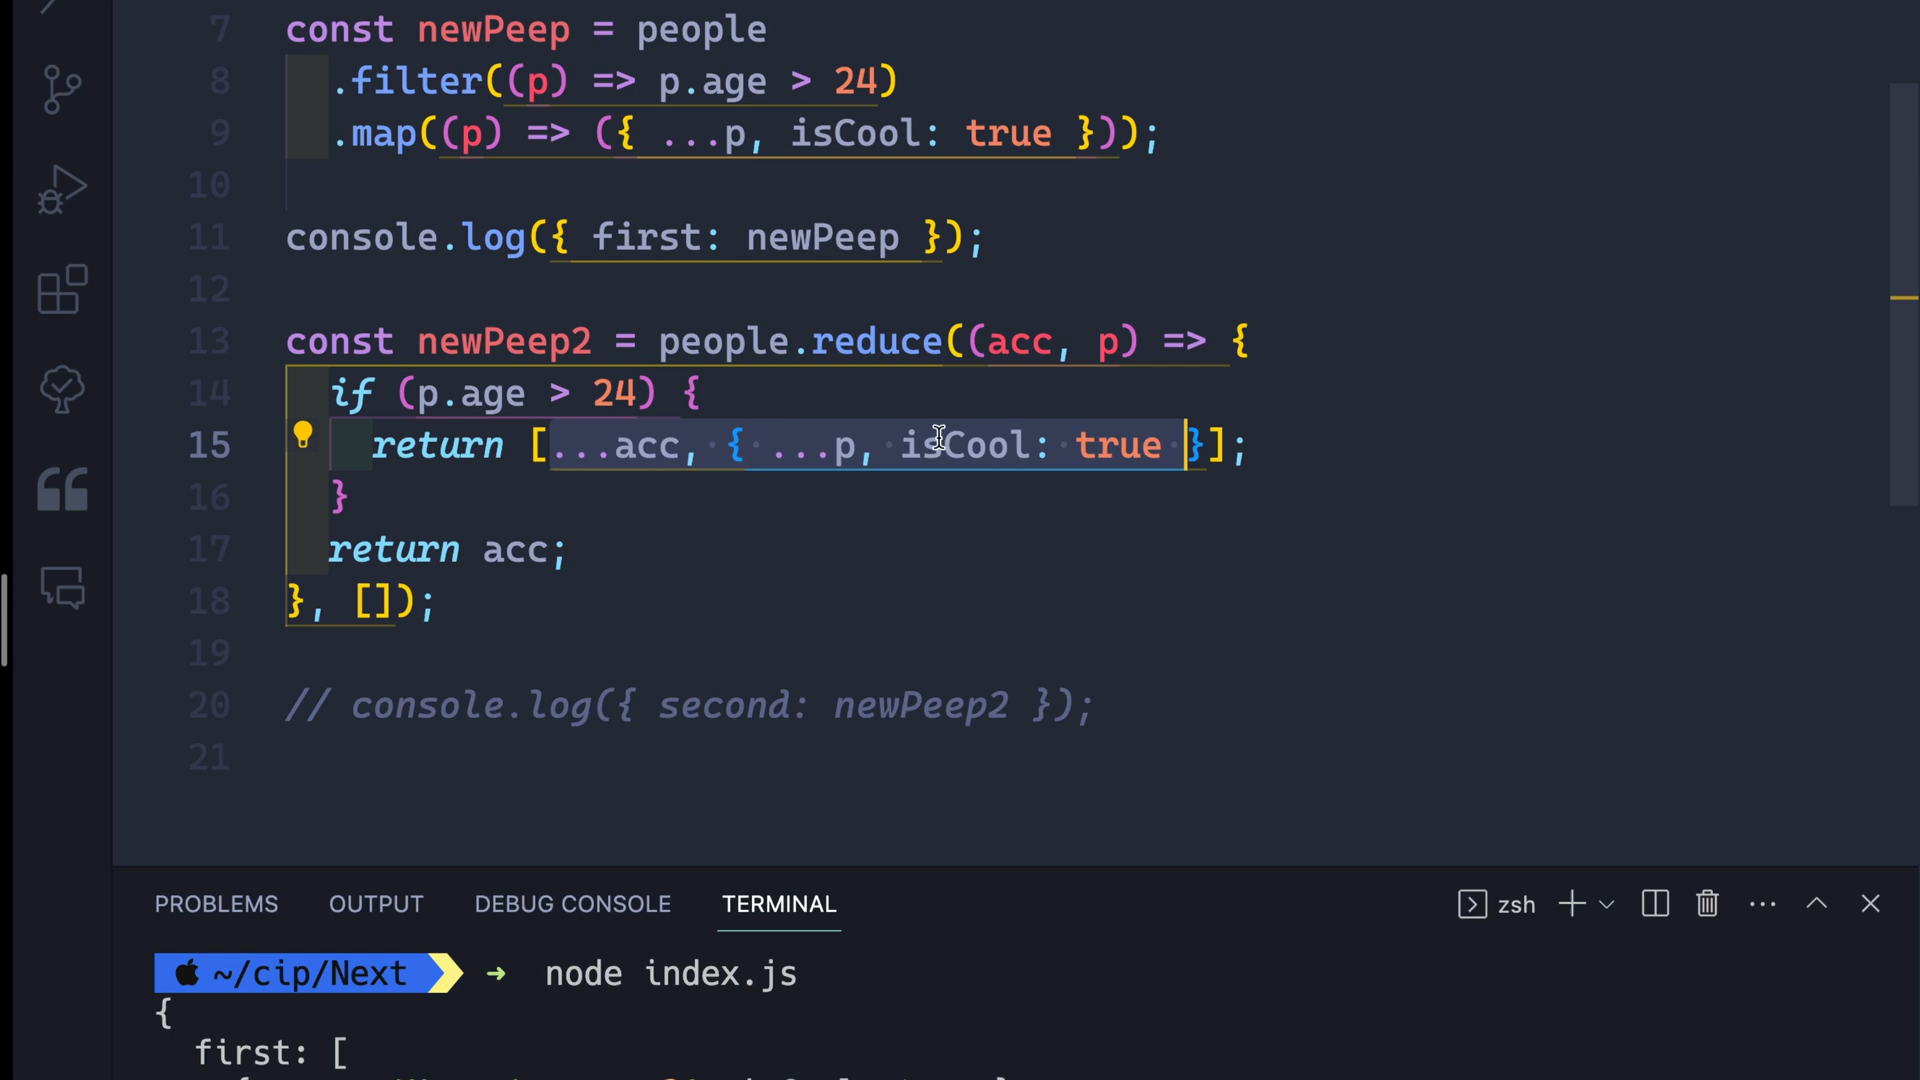 7 const newPeep = people
8 .filter((p) => p.age > 24)
9 .map((p) => ({ ...p, isCool: true }));
10
11 console.log({ first: newPeep });
12
13 const newPeep2 = people.reduce((acc, p) => {
14 if (p.age > 24) {
15 return [...acc, { ...p, isCool: true }];
16 }
17 return acc;
18 }, []);
19
20 // console.log({ second: newPeep2 });
21
PROBLEMS OUTPUT DEBUG CONSOLE TERMINAL zsh
~/cip/Next ➜ node index.js
{
first: [